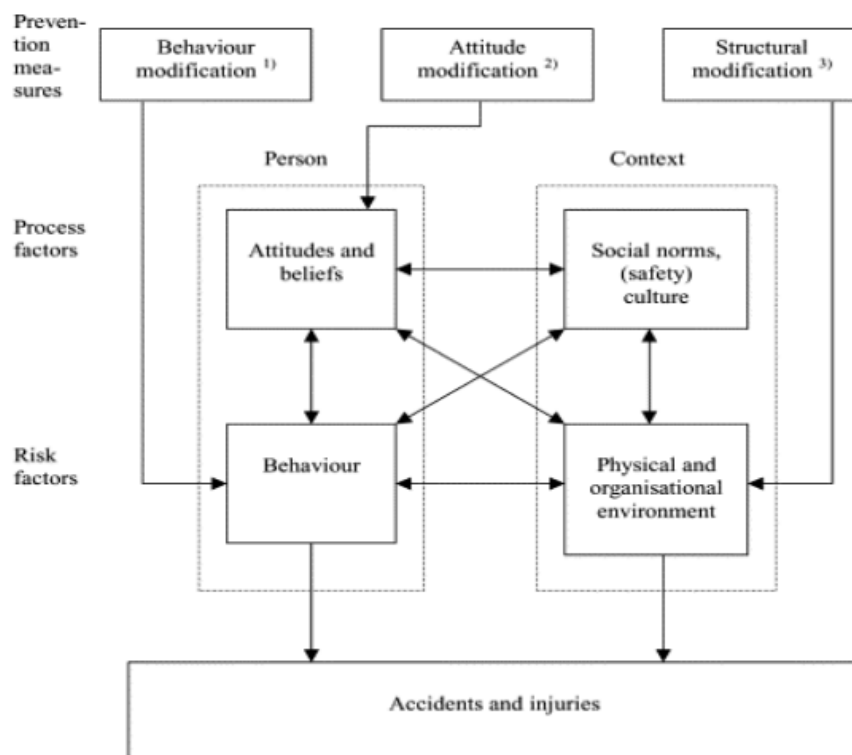 Preven-
tion
mea-
sures
Behaviour
modification 1)
Attitude
modification 2)
Structural
modification 3)
Person
Context
Process
factors
Attitudes and
beliefs
Social norms,
(safety)
culture
Risk
factors
Behaviour
Physical and
organisational
environment
Accidents and injuries